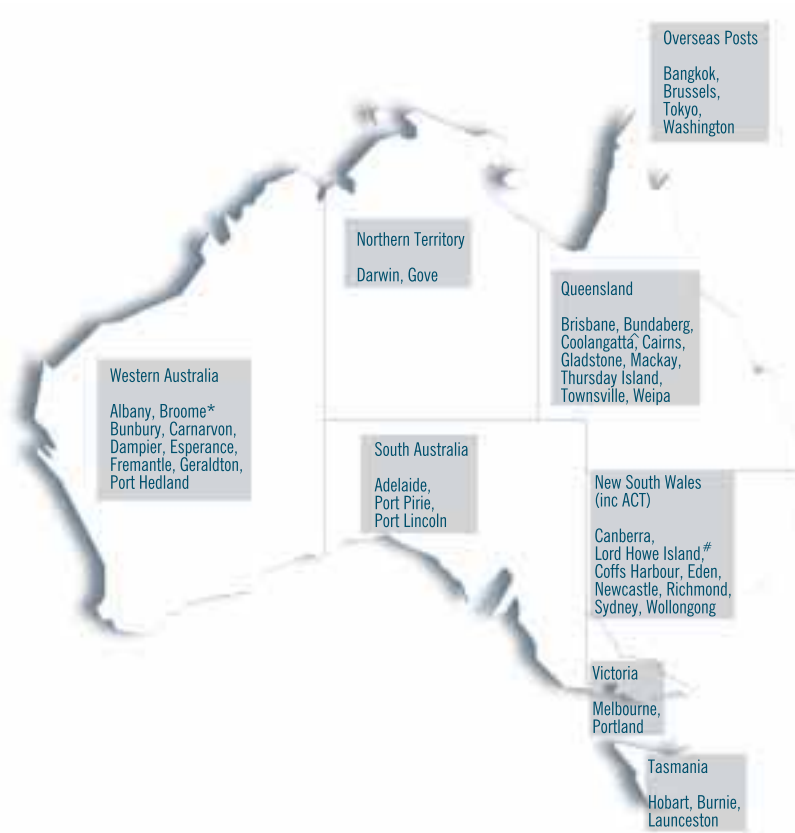 Overseas Posts
Bangkok,
Brussels,
Tokyo,
Washington
Northern Territory
Darwin, Gove
Queensland
Brisbane, Bundaberg,
Coolangatta,^ Cairns,
Gladstone, Mackay,
Thursday Island,
Townsville, Weipa
Western Australia
Albany, Broome*
Bunbury, Carnarvon,
Dampier, Esperance,
Fremantle, Geraldton,
Port Hedland
South Australia
Adelaide,
Port Pirie,
Port Lincoln
New South Wales
(inc ACT)
Canberra,
Lord Howe Island,#
Coffs Harbour, Eden,
Newcastle, Richmond,
Sydney, Wollongong
Victoria
Melbourne,
Portland
Tasmania
Hobart, Burnie,
Launceston